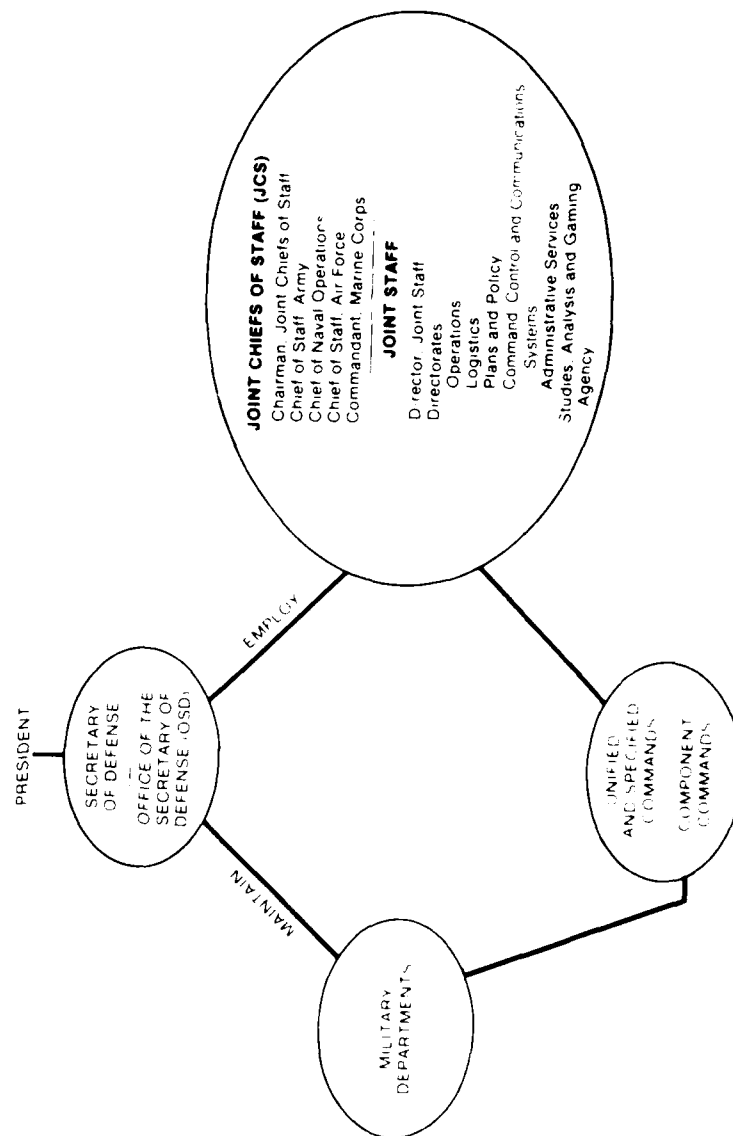 PRESIDENT
SECRETARY
OF DEFENSE
OFFICE OF THE
SECRETARY OF
DEFENSE (OSD)
MAINTAIN
EMPLOY
MILITARY
DEPARTMENTS
JOINT CHIEFS OF STAFF (JCS)
Chairman, Joint Chiefs of Staff
Chief of Staff Army
Chief of Naval Operations
Chief of Staff, Air Force
Commandant, Marine Corps
JOINT STAFF
Director, Joint Staff
Directorates
Operations
Logistics
Plans and Policy
Command Control and Communications
Systems
Administrative Services
Studies, Analysis and Gaming
Agency
UNIFIED
AND SPECIFIED
COMMANDS
COMPONENT
COMMANDS